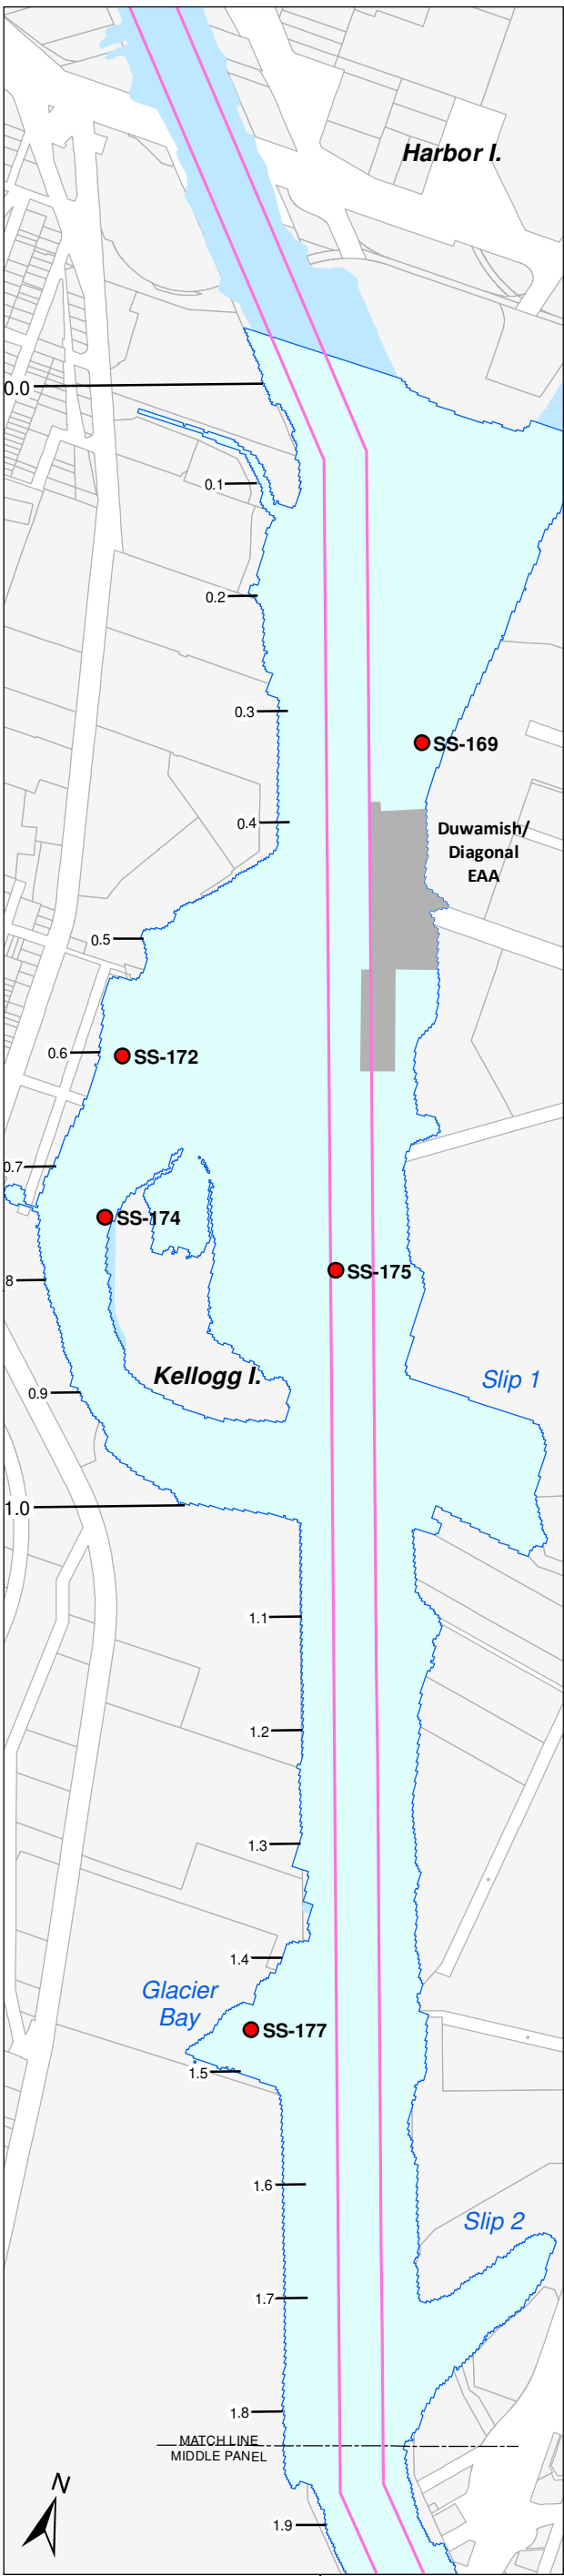 Harbor I.
0.0
0.1
0.2
0.3
SS-169
0.4
Duwamish/
Diagonal
EAA
0.5
0.6
SS-172
0.7
SS-174
SS-175
8
Kellogg I.
Slip 1
0.9
1.0
1.1
1.2
1.3
1.4
Glacier
Bay
SS-177
1.5
1.6
Slip 2
1.7
1.8
MATCH LINE
MIDDLE PANEL
N
1.9